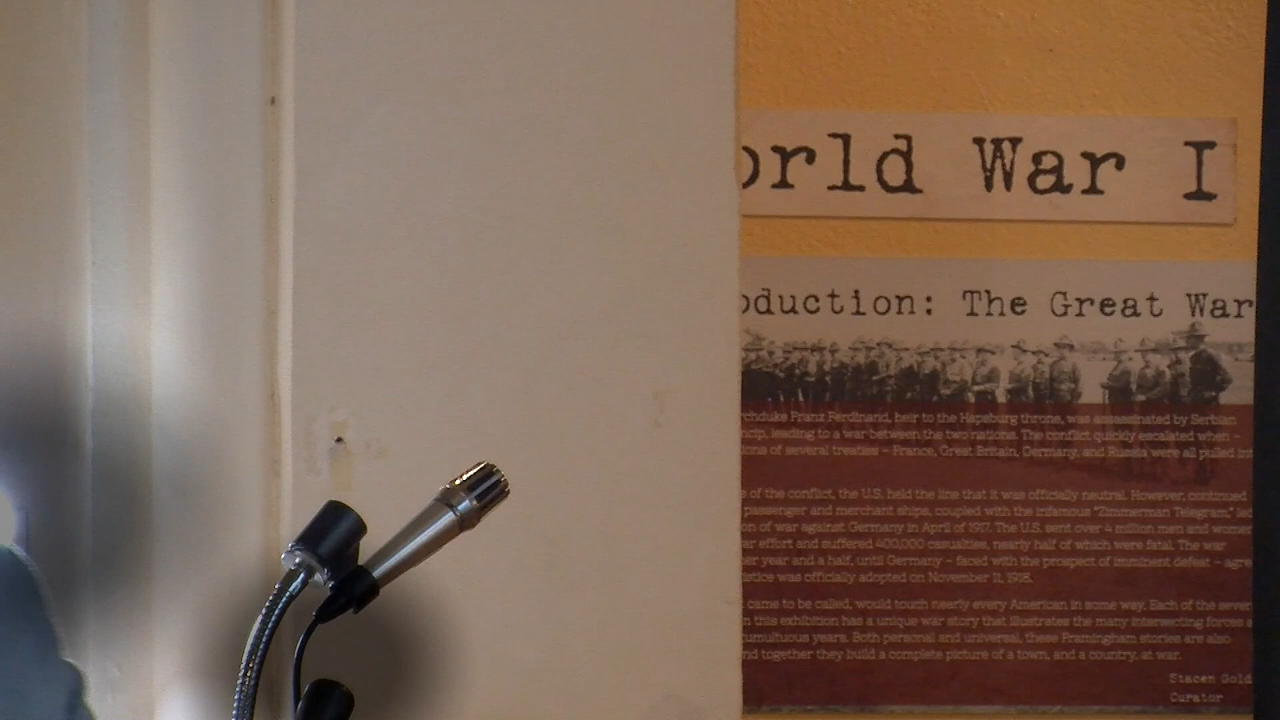 orld War I
oduction: The Great War
rchduke Franz Ferdinand, heir to the Hapsburg throne, was assassinated by Serbian
ncip, leading to a war between the two nations. The conflict quickly escalated when –
ions of several treaties – France, Great Britain, Germany, and Russia were all pulled int
s of the conflict, the U.S. held the line that it was officially neutral. However, continued
passenger and merchant ships, coupled with the infamous "Zimmerman Telegram," led
on of war against Germany in April of 1917. The U.S. sent over 4 million men and women
ar effort and suffered 400,000 casualties, nearly half of which were fatal. The war
er year and a half, until Germany – faced with the prospect of imminent defeat – agre
istice was officially adopted on November 11, 1918.
t came to be called, would touch nearly every American in some way. Each of the seven
n this exhibition has a unique war story that illustrates the many intersecting forces a
tumultuous years. Both personal and universal, these Framingham stories are also
nd together they build a complete picture of a town, and a country, at war.
Stacen Gold
Curator